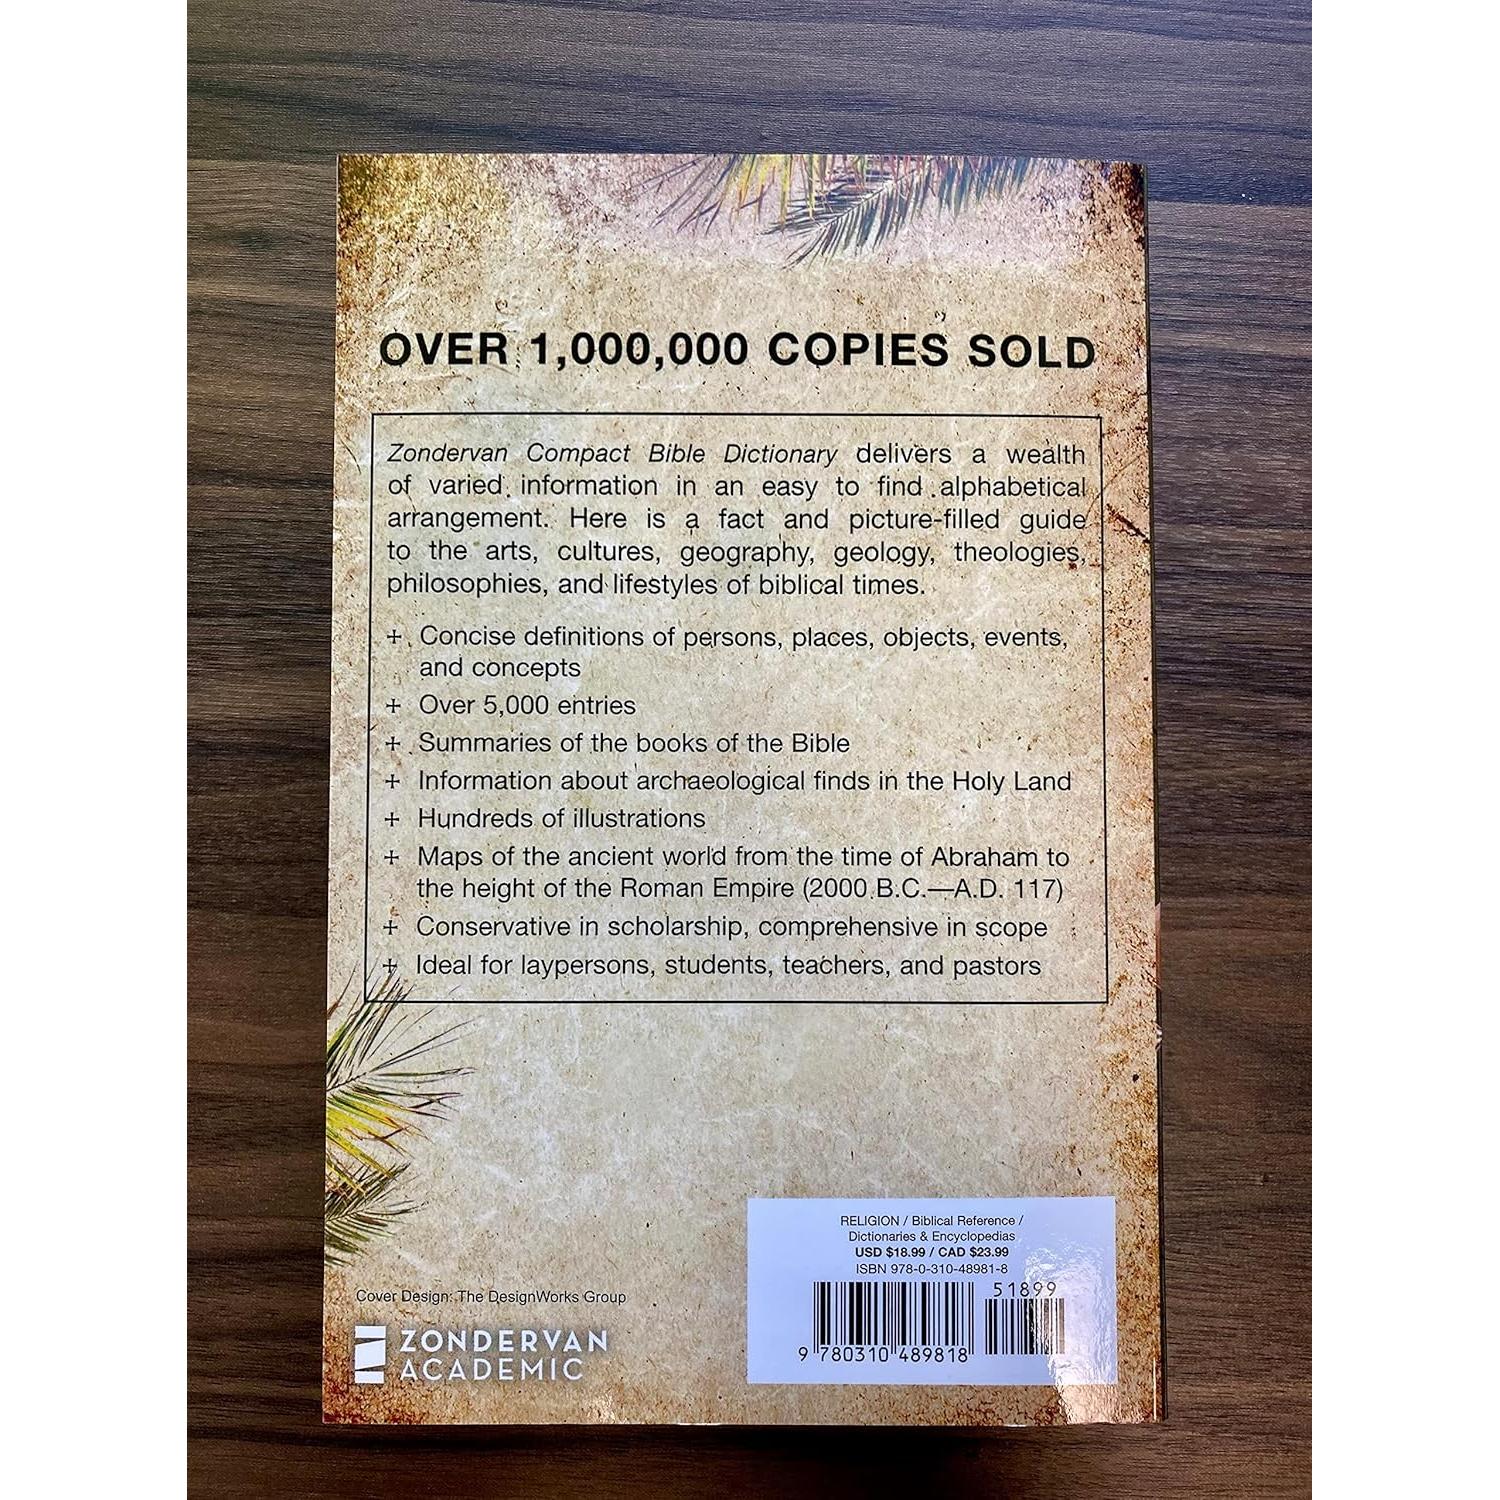 OVER 1,000,000 COPIES SOLD
Zondervan Compact Bible Dictionary delivers a wealth
of varied information in an easy to find alphabetical
arrangement. Here is a fact and picture-filled guide
to the arts, cultures, geography, geology, theologies,
philosophies, and lifestyles of biblical times.
+ Concise definitions of persons, places, objects, events,
and concepts
+ Over 5,000 entries
+ Summaries of the books of the Bible
+ Information about archaeological finds in the Holy Land
+ Hundreds of illustrations
+ Maps of the ancient world from the time of Abraham to
the height of the Roman Empire (2000 B.C.—A.D. 117)
+ Conservative in scholarship, comprehensive in scope
+ Ideal for laypersons, students, teachers, and pastors
RELIGION / Biblical Reference /
Dictionaries & Encyclopedias
USD $18.99 / CAD $23.99
ISBN 978-0-310-48981-8
51899
9 780310 489818
Cover Design: The DesignWorks Group
ZONDERVAN
ACADEMIC